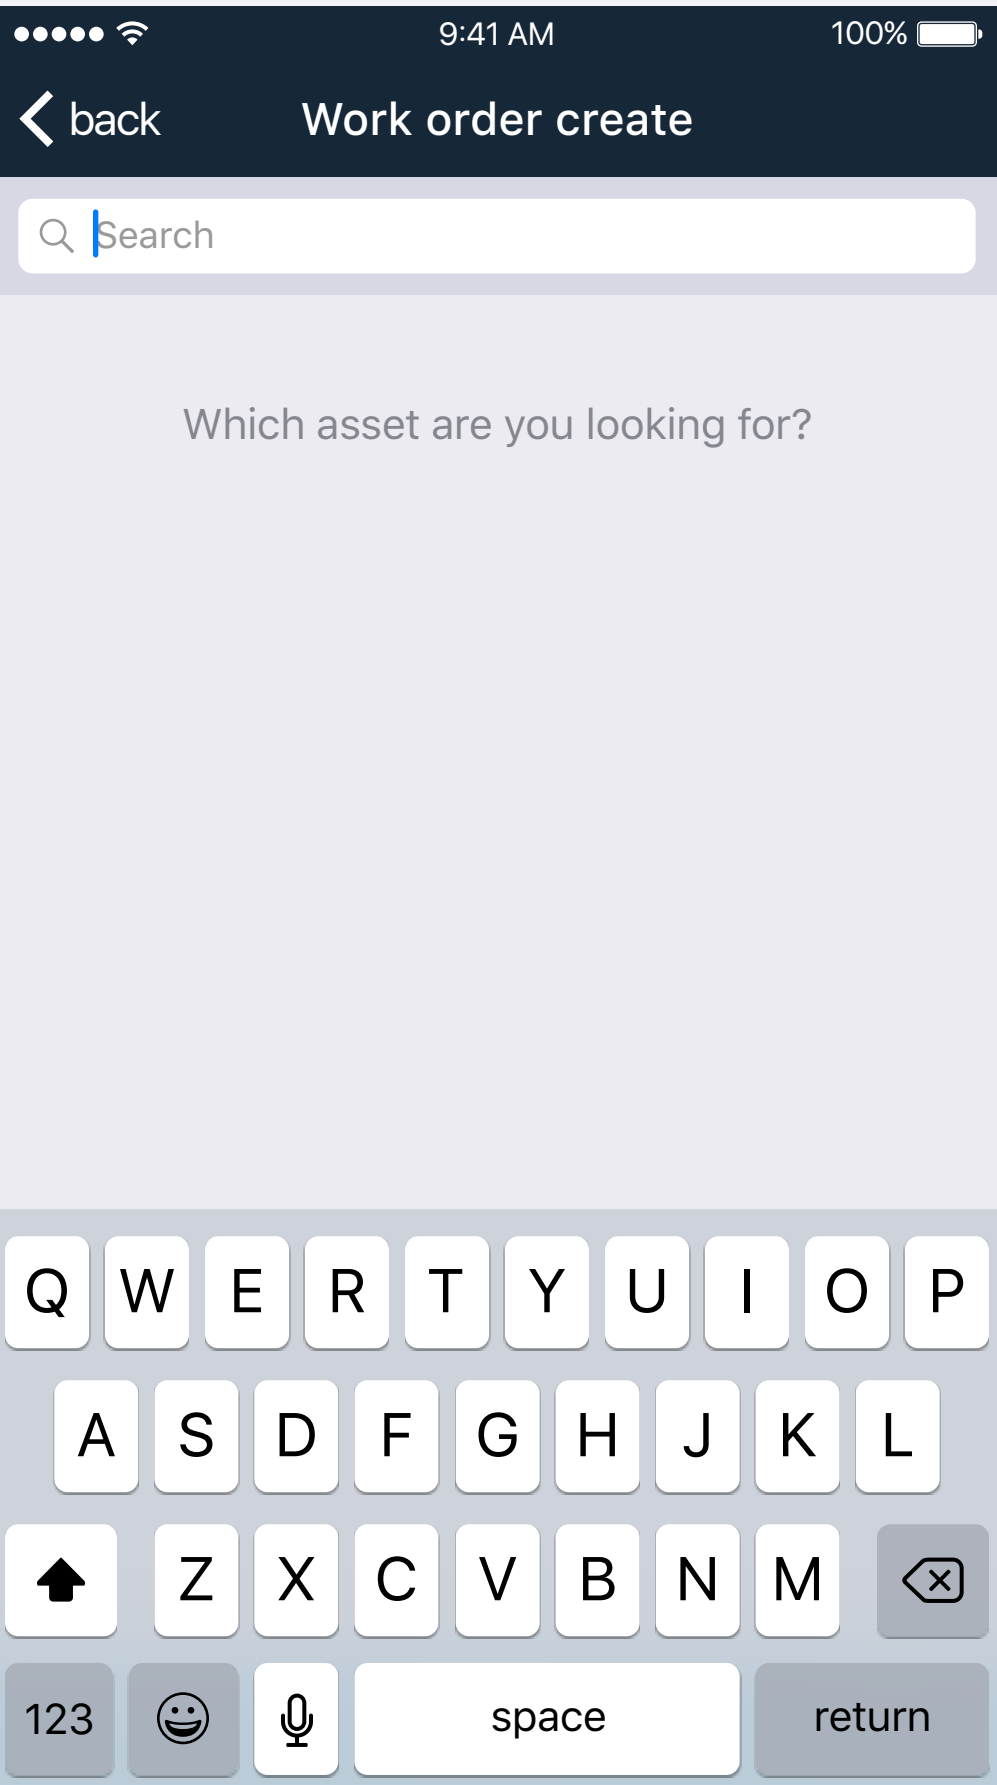 9:41 AM 100%
back Work order create
Search
Which asset are you looking for?
Q W E R T Y U I O P
A S D F G H J K L
Z X C V B N M
123 space return